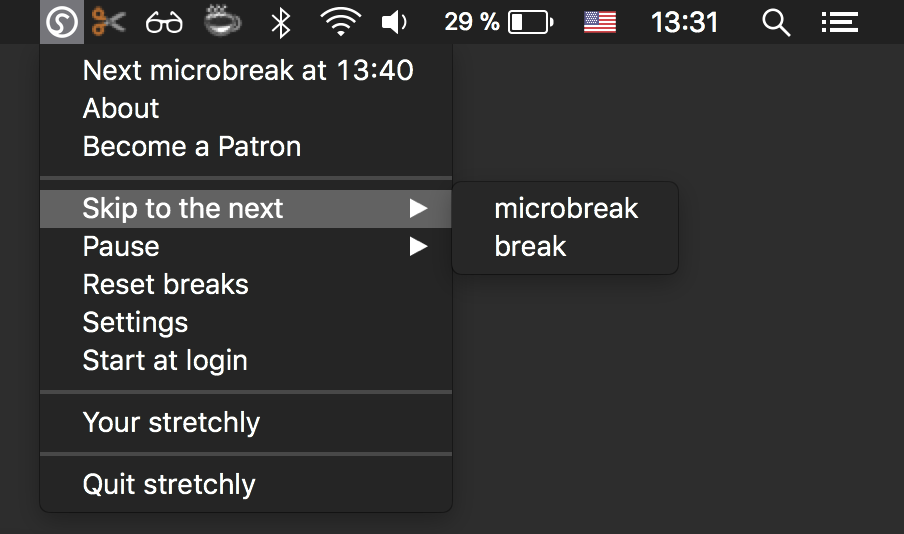 29 % 13:31
Next microbreak at 13:40
About
Become a Patron
Skip to the next
microbreak
break
Pause
Reset breaks
Settings
Start at login
Your stretchly
Quit stretchly